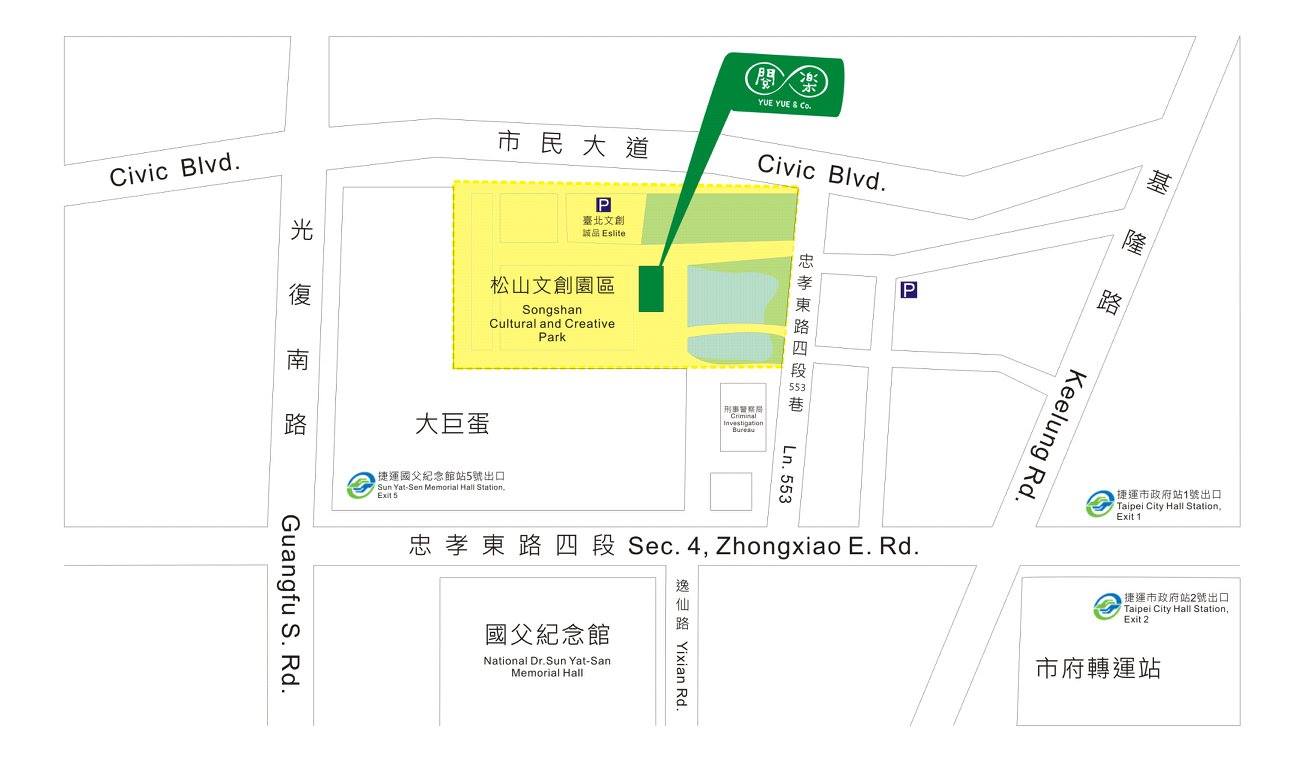 閱 楽
YUE YUE & Co.
市民大道
Civic Blvd.
Civic Blvd.
基隆路
Keelung Rd.
光復南路
Guangfu S. Rd.
P
臺北文創
誠品 Eslite
松山文創園區
Songshan
Cultural and Creative
Park
忠孝東路四段
553
巷
Ln. 553
P
刑事警察局
Criminal
Investigation
Bureau
大巨蛋
捷運國父紀念館站5號出口
Sun Yat-Sen Memorial Hall Station,
Exit 5
捷運市政府站1號出口
Taipei City Hall Station,
Exit 1
忠孝東路四段 Sec. 4, Zhongxiao E. Rd.
逸仙路 Yixian Rd.
國父紀念館
National Dr.Sun Yat-San
Memorial Hall
捷運市政府站2號出口
Taipei City Hall Station,
Exit 2
市府轉運站